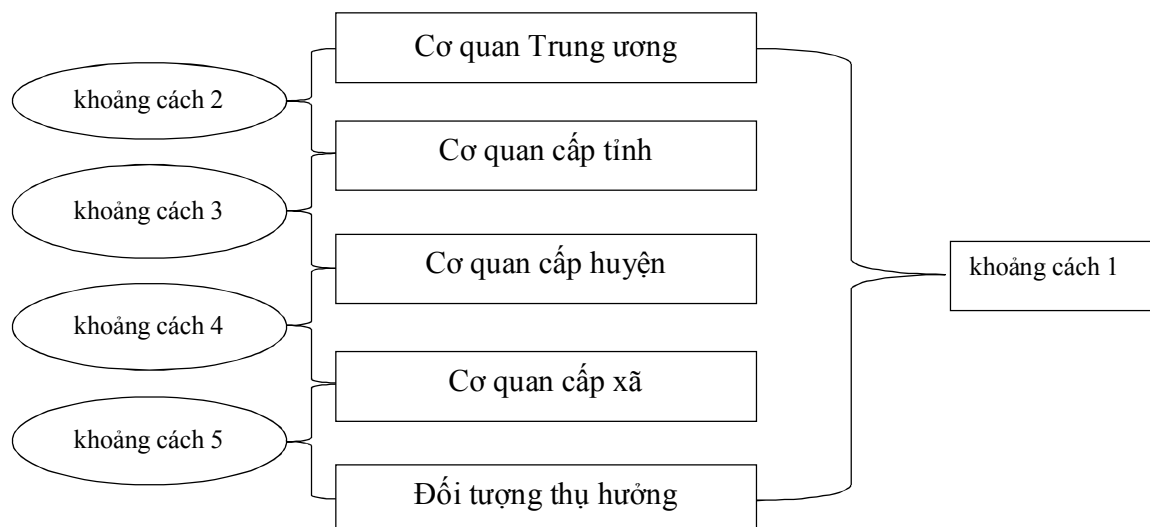 Cơ quan Trung ương
khoảng cách 2
Cơ quan cấp tỉnh
khoảng cách 3
Cơ quan cấp huyện
khoảng cách 1
khoảng cách 4
Cơ quan cấp xã
khoảng cách 5
Đối tượng thụ hưởng